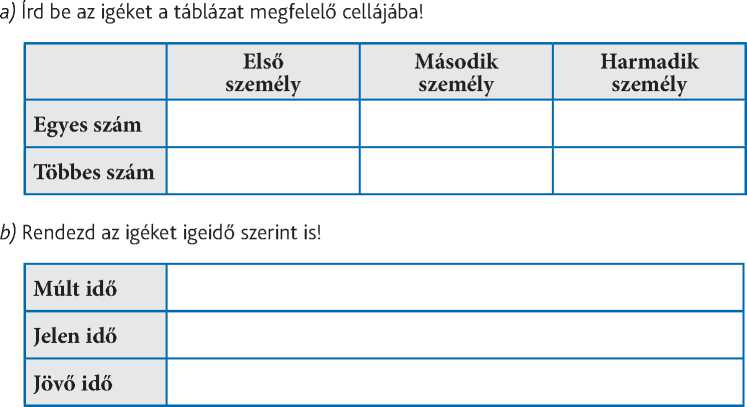 a) Írd be az igéket a táblázat megfelelő cellájába!
Első személy
Második személy
Harmadik személy
Egyes szám
Többes szám
b) Rendezd az igéket igeidő szerint is!
Múlt idő
Jelen idő
Jövő idő